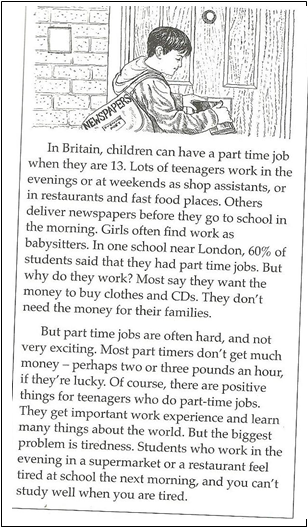 NEWSPAPERS
In Britain, children can have a part time job
when they are 13. Lots of teenagers work in the
evenings or at weekends as shop assistants, or
in restaurants and fast food places. Others
deliver newspapers before they go to school in
the morning. Girls often find work as
babysitters. In one school near London, 60% of
students said that they had part time jobs. But
why do they work? Most say they want the
money to buy clothes and CDs. They don't
need the money for their families.
But part time jobs are often hard, and not
very exciting. Most part timers don't get much
money – perhaps two or three pounds an hour,
if they're lucky. Of course, there are positive
things for teenagers who do part-time jobs.
They get important work experience and learn
many things about the world. But the biggest
problem is tiredness. Students who work in the
evening in a supermarket or a restaurant feel
tired at school the next morning, and you can't
study well when you are tired.